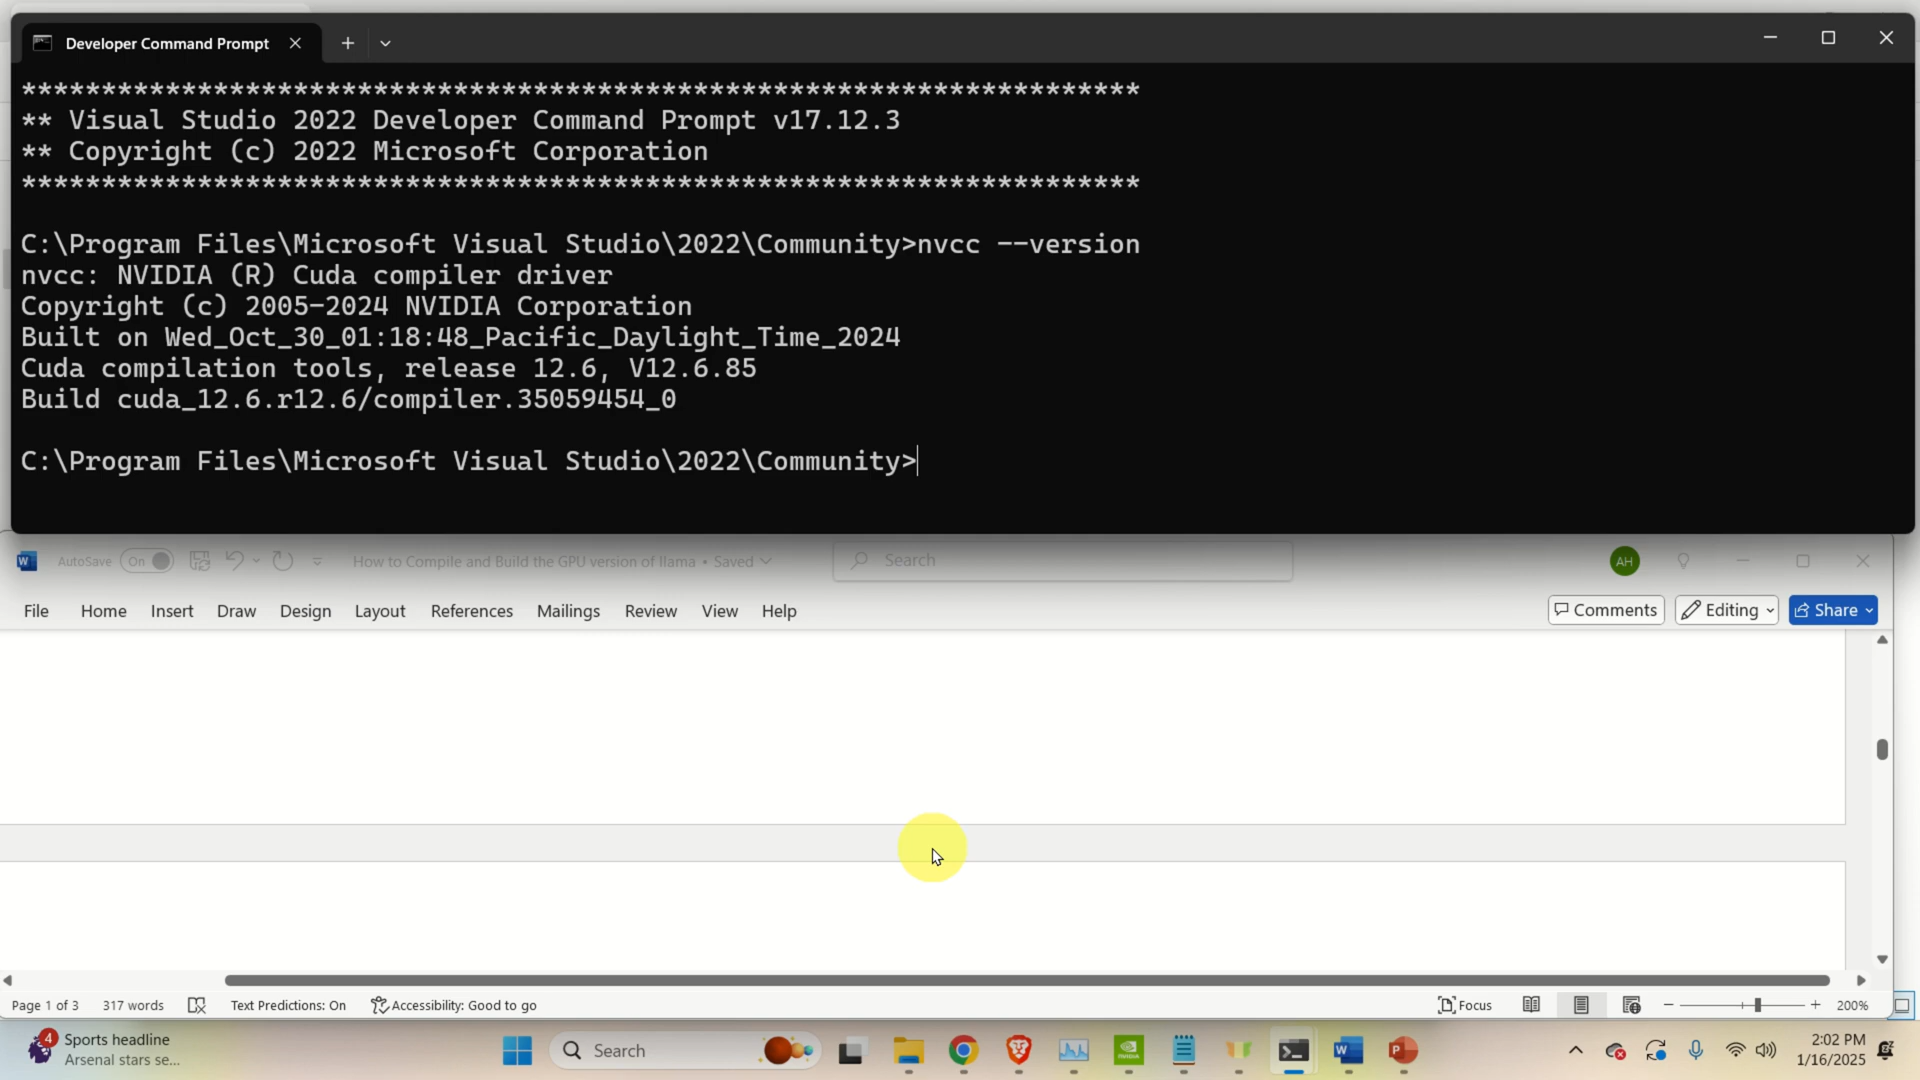 Developer Command Prompt
**********************************************************************
** Visual Studio 2022 Developer Command Prompt v17.12.3
** Copyright (c) 2022 Microsoft Corporation
**********************************************************************
C:\Program Files\Microsoft Visual Studio\2022\Community>nvcc --version
nvcc: NVIDIA (R) Cuda compiler driver
Copyright (c) 2005-2024 NVIDIA Corporation
Built on Wed_Oct_30_01:18:48_Pacific_Daylight_Time_2024
Cuda compilation tools, release 12.6, V12.6.85
Build cuda_12.6.r12.6/compiler.35059454_0
C:\Program Files\Microsoft Visual Studio\2022\Community>
AutoSave On How to Compile and Build the GPU version of llama • Saved Search AH
File Home Insert Draw Design Layout References Mailings Review View Help Comments Editing Share
Page 1 of 3 317 words Text Predictions: On Accessibility: Good to go Focus 200%
4 Sports headline
Arsenal stars se...
Search
2:02 PM
1/16/2025